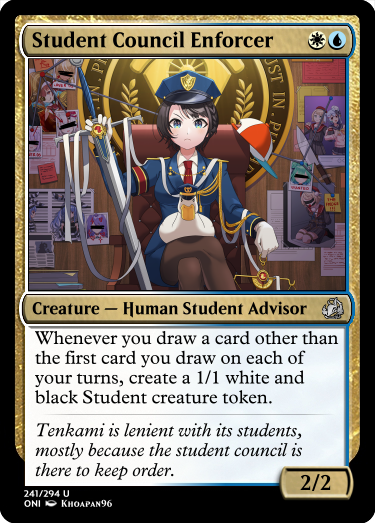 Student Council Enforcer
Creature — Human Student Advisor
Whenever you draw a card other than
the first card you draw on each of
your turns, create a 1/1 white and
black Student creature token.
Tenkami is lenient with its students,
mostly because the student council is
there to keep order.
2/2
241/294 U
ONI Khoapan96